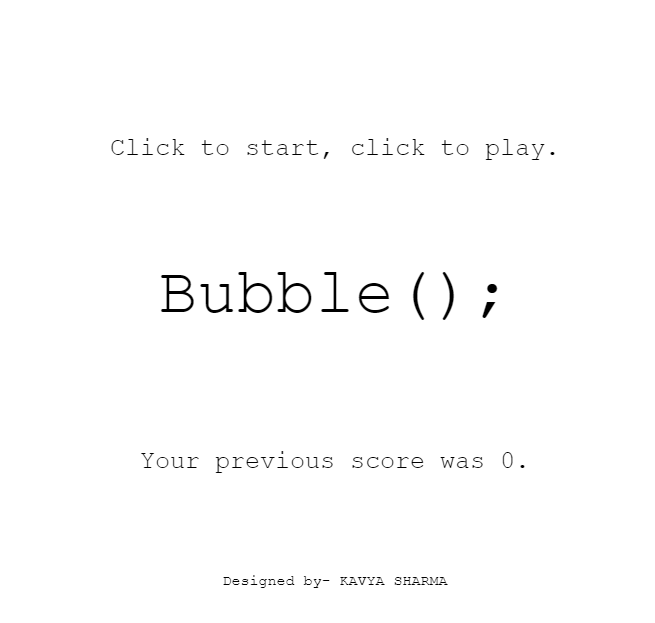 Click to start, click to play.
Bubble();
Your previous score was 0.
Designed by- KAVYA SHARMA